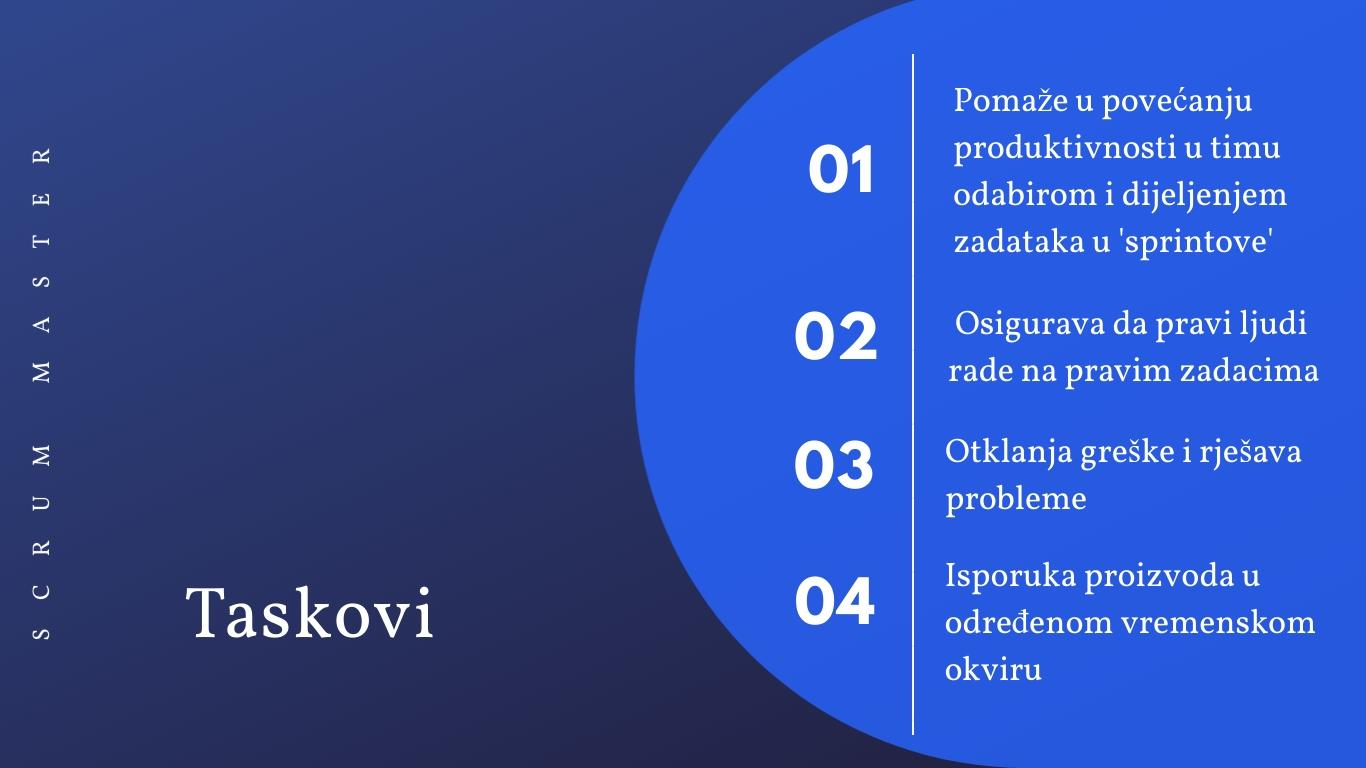 SCRUM MASTER
Taskovi
01
Pomaže u povećanju
produktivnosti u timu
odabirom i dijeljenjem
zadataka u 'sprintove'
02
Osigurava da pravi ljudi
rade na pravim zadacima
03
Otklanja greške i rješava
probleme
04
Isporuka proizvoda u
određenom vremenskom
okviru